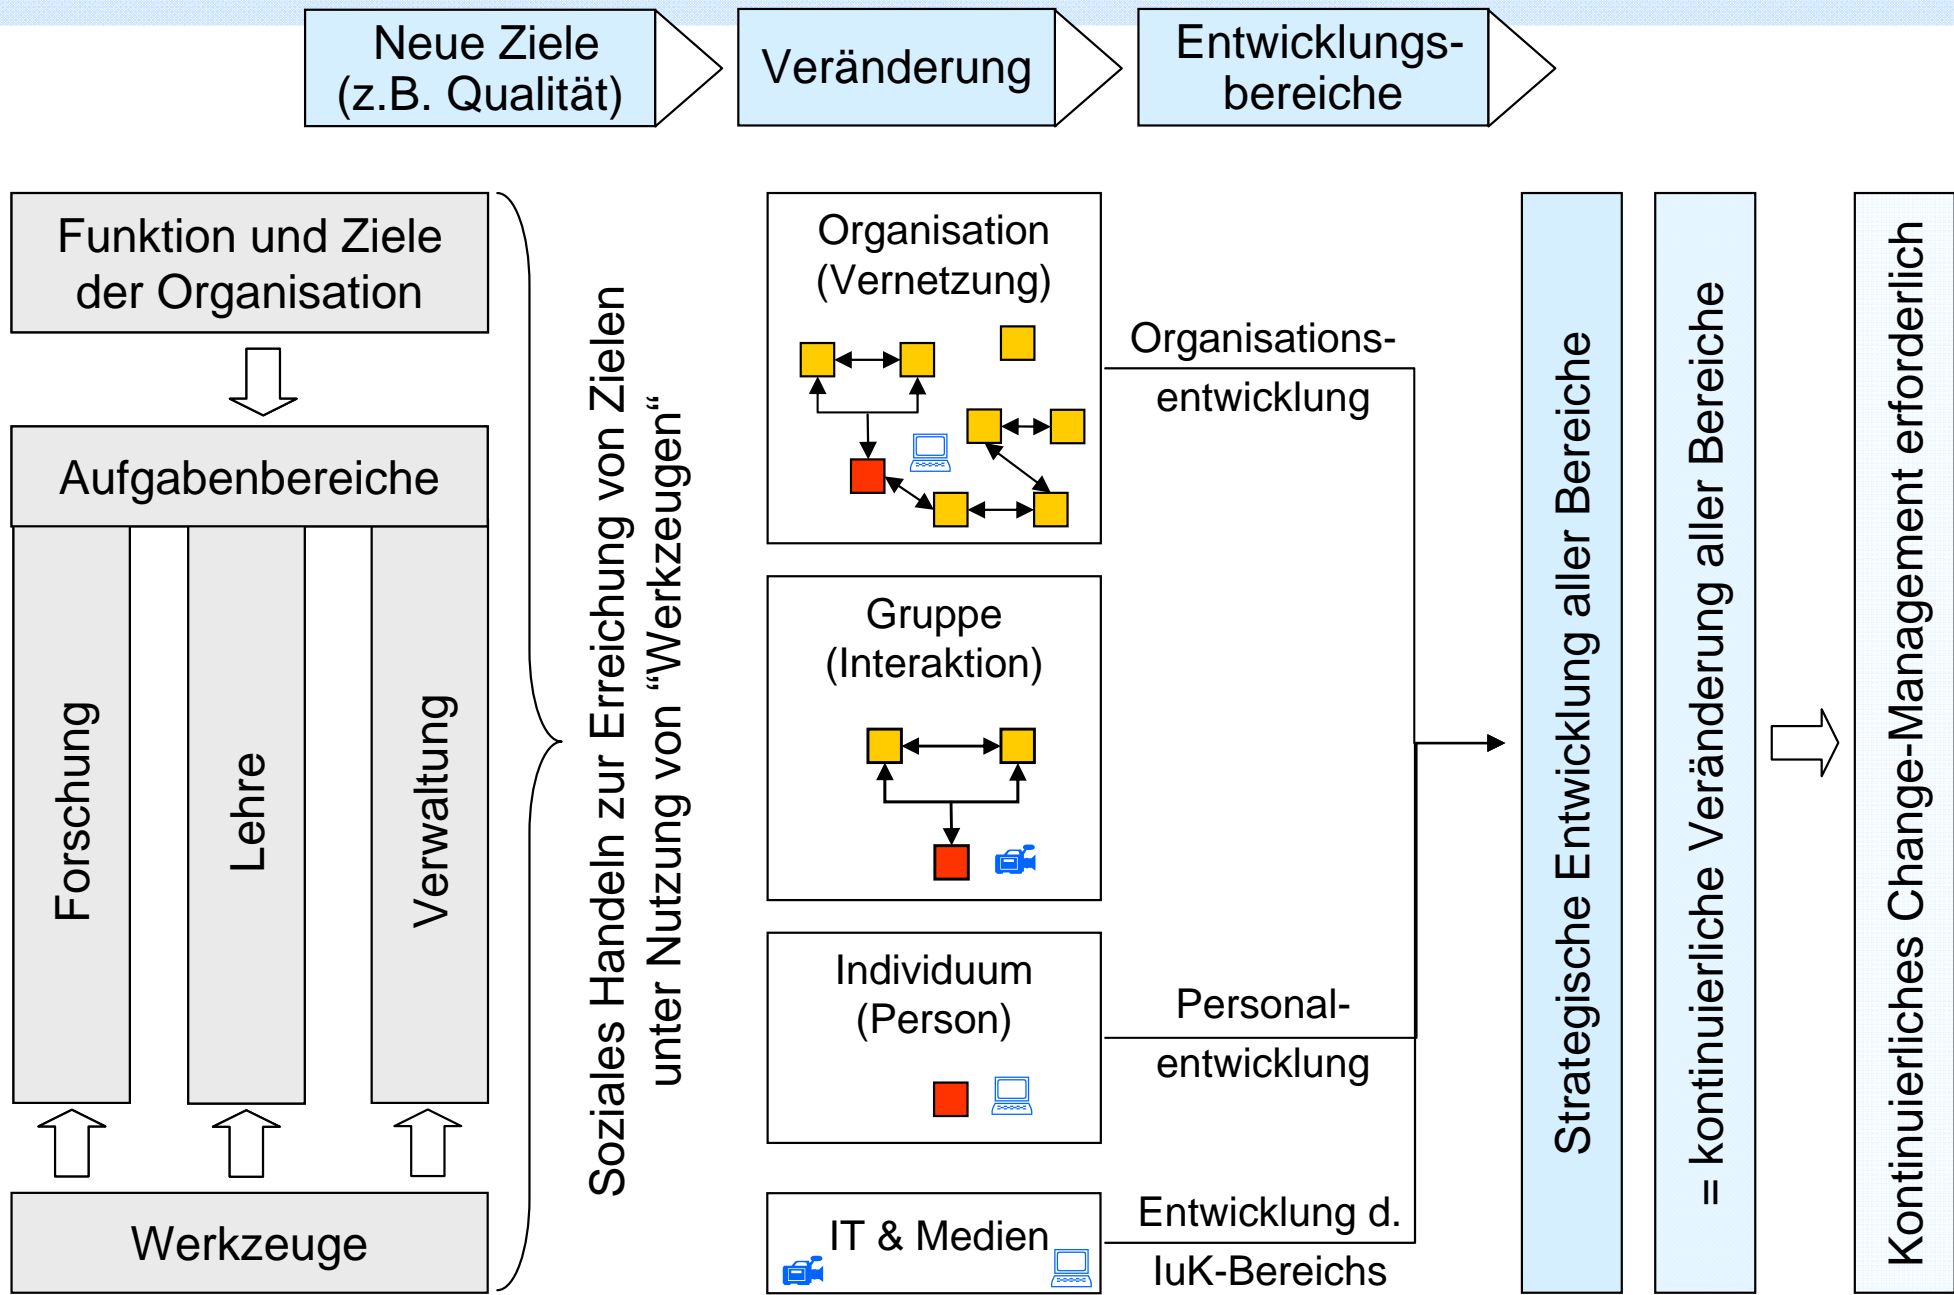 Neue Ziele
(z.B. Qualität)
Veränderung
Entwicklungs-
bereiche
Funktion und Ziele
der Organisation
Aufgabenbereiche
Forschung
Lehre
Verwaltung
Werkzeuge
Soziales Handeln zur Erreichung von Zielen
unter Nutzung von “Werkzeugen“
Organisation
(Vernetzung)
Gruppe
(Interaktion)
Individuum
(Person)
IT & Medien
Organisations-
entwicklung
Personal-
entwicklung
Entwicklung d.
IuK-Bereichs
Strategische Entwicklung aller Bereiche
= kontinuierliche Veränderung aller Bereiche
Kontinuierliches Change-Management erforderlich